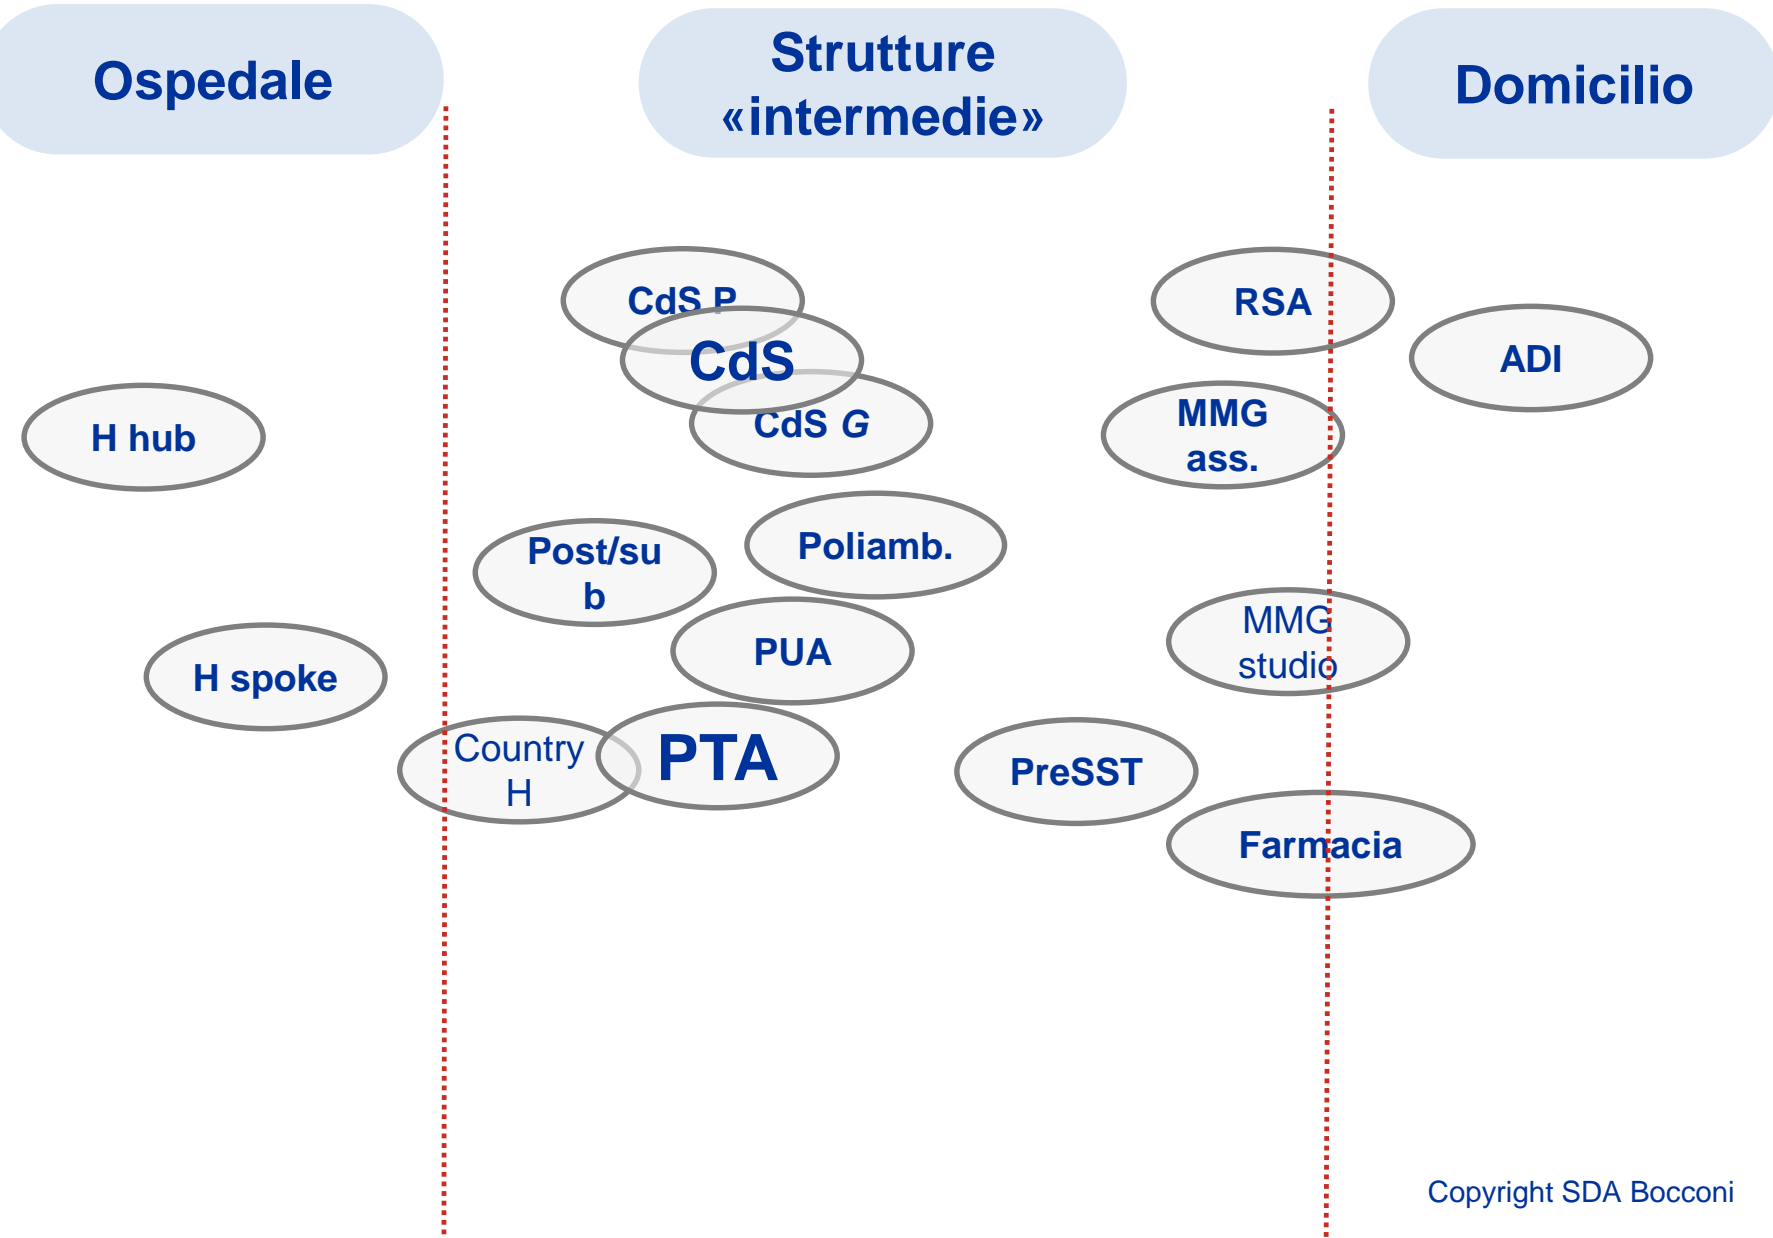 Ospedale
Strutture
«intermedie»
Domicilio
CdS P
RSA
CdS
ADI
CdS G
MMG
ass.
H hub
Post/su
b
Poliamb.
PUA
MMG
studio
H spoke
Country
H
PTA
PreSST
Farmacia
Copyright SDA Bocconi